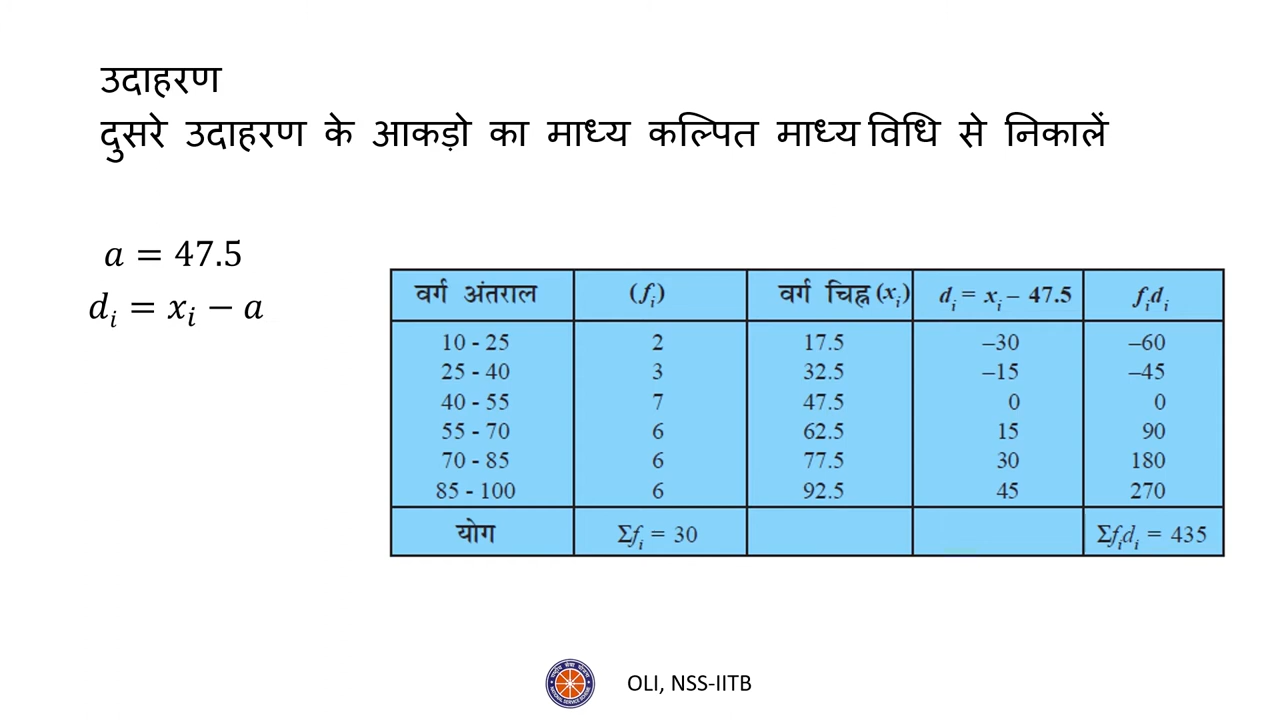 उदाहरण
दुसरे उदाहरण के आकड़ो का माध्य कल्पित माध्य विधि से निकालें
a = 47.5
dᵢ = xᵢ − a
वर्ग अंतराल (fᵢ) वर्ग चिह्न (xᵢ) dᵢ = xᵢ – 47.5 fᵢdᵢ
10 - 25 2 17.5 –30 –60
25 - 40 3 32.5 –15 –45
40 - 55 7 47.5 0 0
55 - 70 6 62.5 15 90
70 - 85 6 77.5 30 180
85 - 100 6 92.5 45 270
योग Σfᵢ = 30 Σfᵢdᵢ = 435
OLI, NSS-IITB